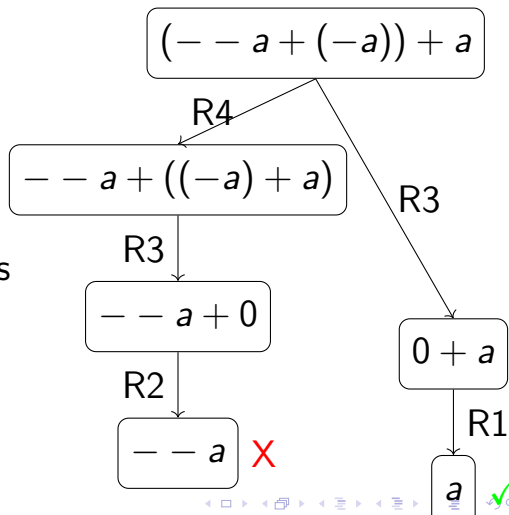 (− − a + (−a)) + a
R4
− − a + ((−a) + a)
R3
R3
s
− − a + 0
0 + a
R2
R1
− − a X
a ✓